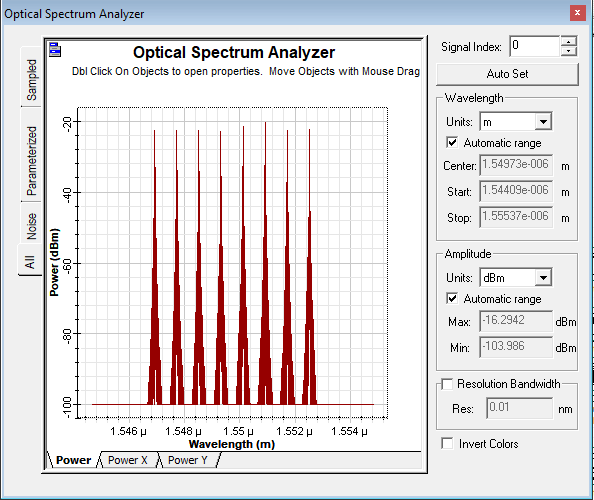 Optical Spectrum Analyzer
x
Optical Spectrum Analyzer
Dbl Click On Objects to open properties. Move Objects with Mouse Drag
Sampled
Parameterized
Noise
All
Power (dBm)
-20
-40
-60
-80
-100
1.546 µ 1.548 µ 1.55 µ 1.552 µ 1.554 µ
Wavelength (m)
Power Power X Power Y
Signal Index: 0
Auto Set
Wavelength
Units: m
Automatic range
Center: 1.54973e-006 m
Start: 1.54409e-006 m
Stop: 1.55537e-006 m
Amplitude
Units: dBm
Automatic range
Max: -16.2942 dBm
Min: -103.986 dBm
Resolution Bandwidth
Res: 0.01 nm
Invert Colors